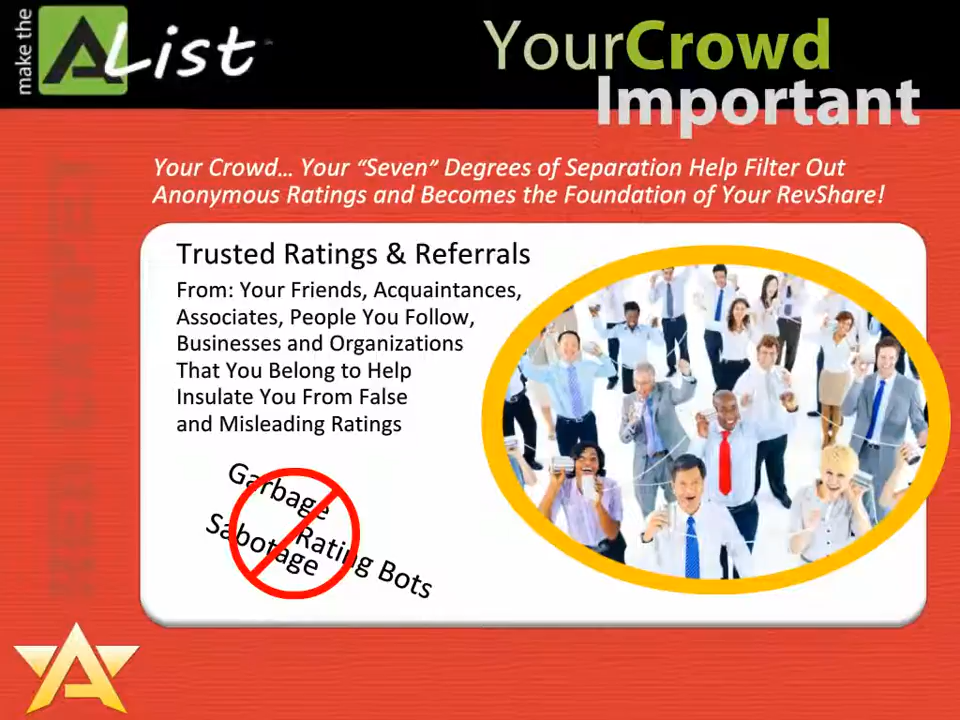 make the
AList
YourCrowd
Important
Your Crowd... Your “Seven” Degrees of Separation Help Filter Out
Anonymous Ratings and Becomes the Foundation of Your RevShare!
Trusted Ratings & Referrals
From: Your Friends, Acquaintances,
Associates, People You Follow,
Businesses and Organizations
That You Belong to Help
Insulate You From False
and Misleading Ratings
Garbage
Sabotage
Rating Bots